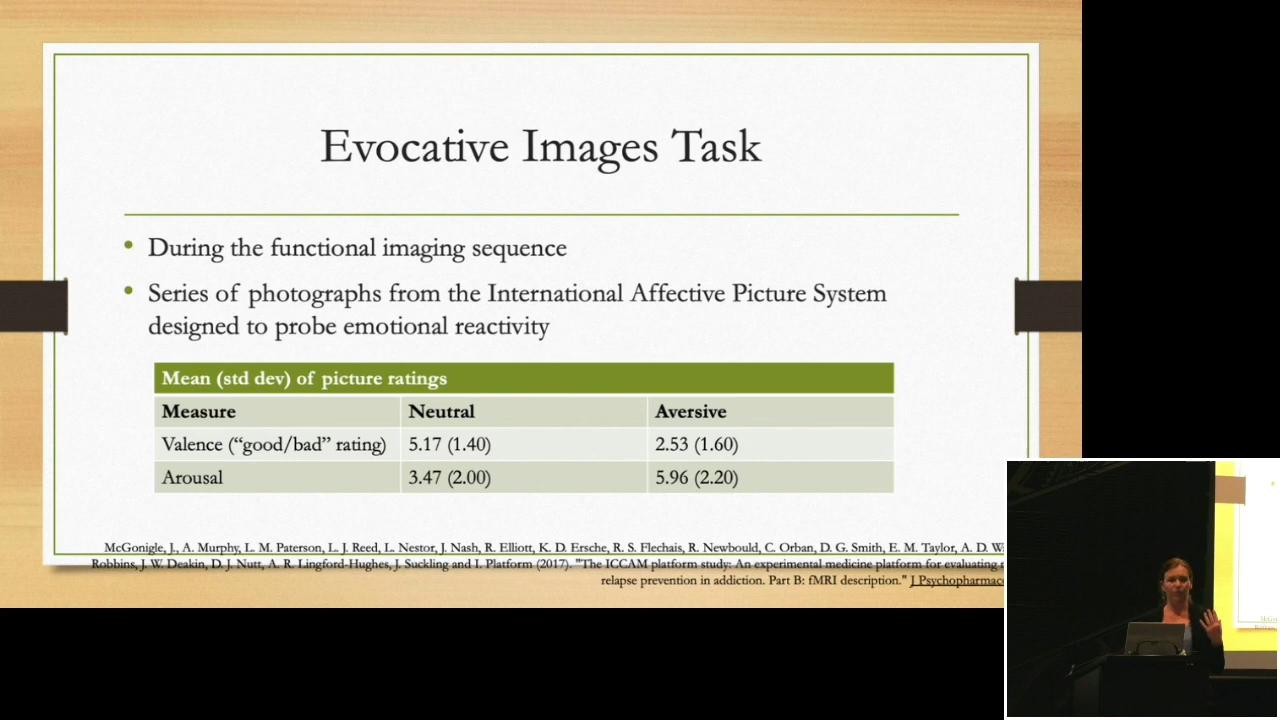 Evocative Images Task
• During the functional imaging sequence
• Series of photographs from the International Affective Picture System
designed to probe emotional reactivity
Mean (std dev) of picture ratings
Measure Neutral Aversive
Valence (“good/bad” rating) 5.17 (1.40) 2.53 (1.60)
Arousal 3.47 (2.00) 5.96 (2.20)
McGonigle, J., A. Murphy, L. M. Paterson, L. J. Reed, L. Nestor, J. Nash, R. Elliott, K. D. Ersche, R. S. Flechais, R. Newbould, C. Orban, D. G. Smith, E. M. Taylor, A. D. W
Robbins, J. W. Deakin, D. J. Nutt, A. R. Lingford-Hughes, J. Suckling and I. Platform (2017). "The ICCAM platform study: An experimental medicine platform for evaluating
relapse prevention in addiction. Part B: fMRI description." J Psychopharmac